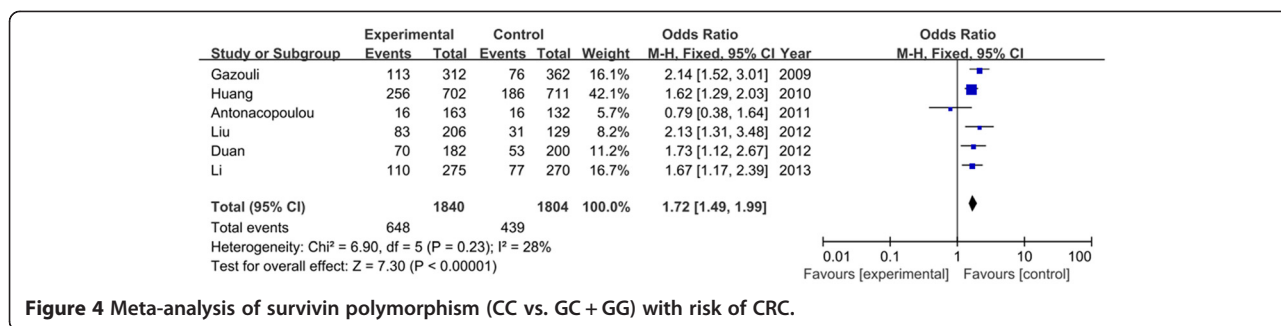 Experimental Control Odds Ratio Odds Ratio
Study or Subgroup Events Total Events Total Weight M-H, Fixed, 95% CI Year M-H, Fixed, 95% CI
Gazouli 113 312 76 362 16.1% 2.14 [1.52, 3.01] 2009
Huang 256 702 186 711 42.1% 1.62 [1.29, 2.03] 2010
Antonacopoulou 16 163 16 132 5.7% 0.79 [0.38, 1.64] 2011
Liu 83 206 31 129 8.2% 2.13 [1.31, 3.48] 2012
Duan 70 182 53 200 11.2% 1.73 [1.12, 2.67] 2012
Li 110 275 77 270 16.7% 1.67 [1.17, 2.39] 2013
Total (95% CI) 1840 1804 100.0% 1.72 [1.49, 1.99]
Total events 648 439
Heterogeneity: Chi² = 6.90, df = 5 (P = 0.23); I² = 28%
Test for overall effect: Z = 7.30 (P < 0.00001)
0.01 0.1 1 10 100
Favours [experimental] Favours [control]
Figure 4 Meta-analysis of survivin polymorphism (CC vs. GC + GG) with risk of CRC.